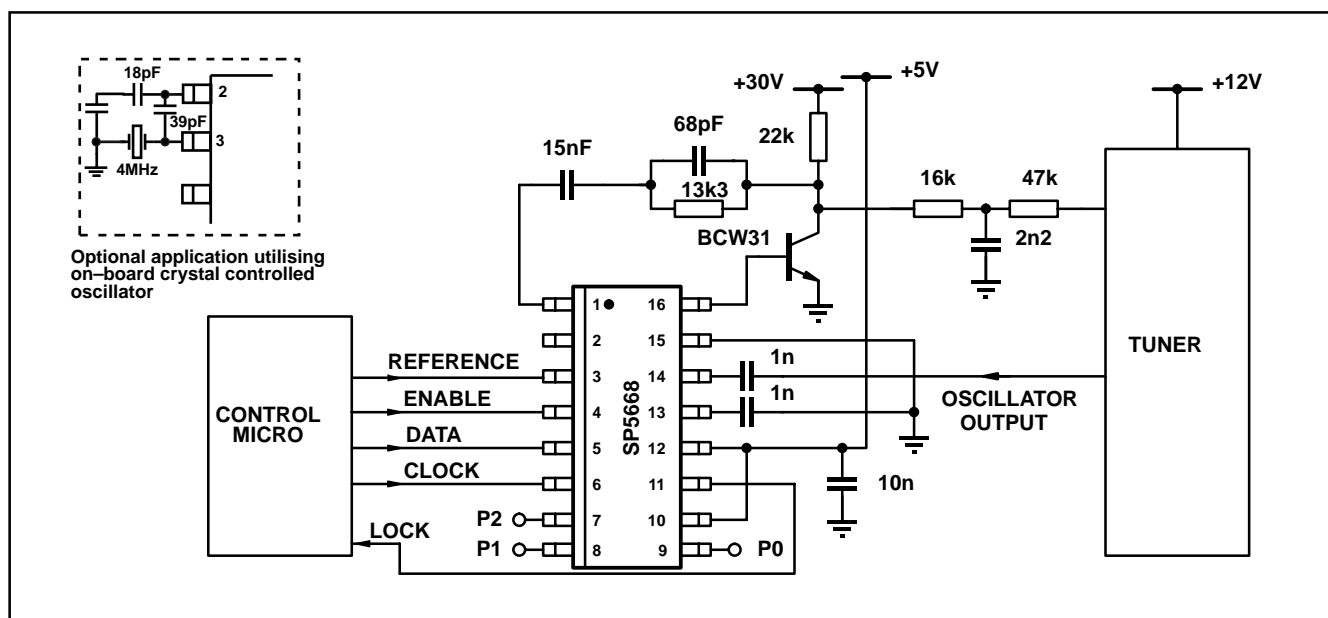 18pF
2
39pF
3
4MHz
Optional application utilising
on–board crystal controlled
oscillator
+30V
+5V
+12V
68pF
22k
15nF
13k3
16k
47k
BCW31
2n2
CONTROL
MICRO
REFERENCE
ENABLE
DATA
CLOCK
LOCK
P2
P1
SP5668
1
2
3
4
5
6
7
8
16
15
14
13
12
11
10
9
P0
1n
1n
10n
OSCILLATOR
OUTPUT
TUNER